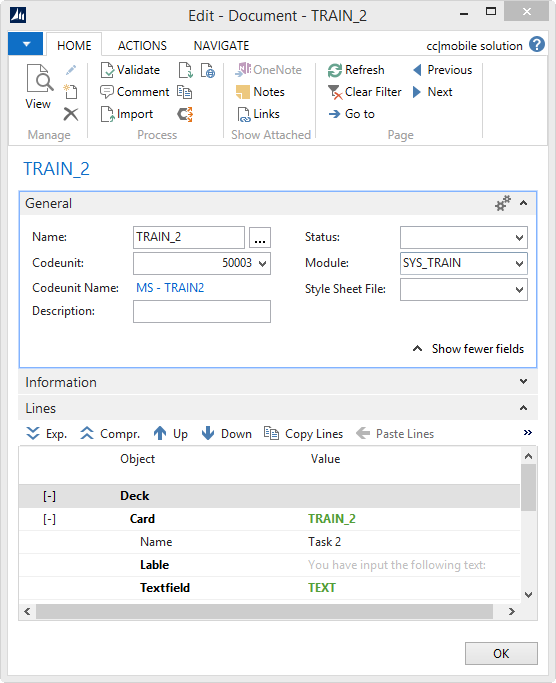 Edit - Document - TRAIN_2
HOME ACTIONS NAVIGATE cc|mobile solution ?
View Validate OneNote Refresh Previous
Comment Notes Clear Filter Next
Import Links Go to
Manage Process Show Attached Page
TRAIN_2
General
Name: TRAIN_2 ... Status:
Codeunit: 50003 Module: SYS_TRAIN
Codeunit Name: MS - TRAIN2 Style Sheet File:
Description:
Show fewer fields
Information
Lines
Exp. Compr. Up Down Copy Lines Paste Lines »
Object Value
[-] Deck
[-] Card TRAIN_2
Name Task 2
Lable You have input the following text:
Textfield TEXT
OK